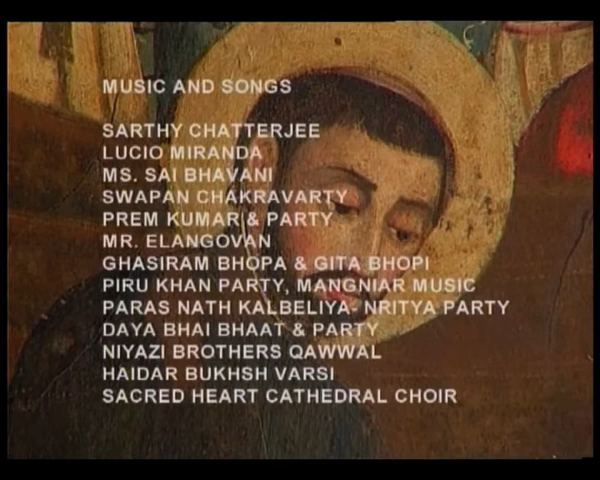 MUSIC AND SONGS
SARTHY CHATTERJEE
LUCIO MIRANDA
MS. SAI BHAVANI
SWAPAN CHAKRAVARTY
PREM KUMAR & PARTY
MR. ELANGOVAN
GHASIRAM BHOPA & GITA BHOPI
PIRU KHAN PARTY, MANGNIAR MUSIC
PARAS NATH KALBELIYA- NRITYA PARTY
DAYA BHAI BHAAT & PARTY
NIYAZI BROTHERS QAWWAL
HAIDAR BUKHSH VARSI
SACRED HEART CATHEDRAL CHOIR